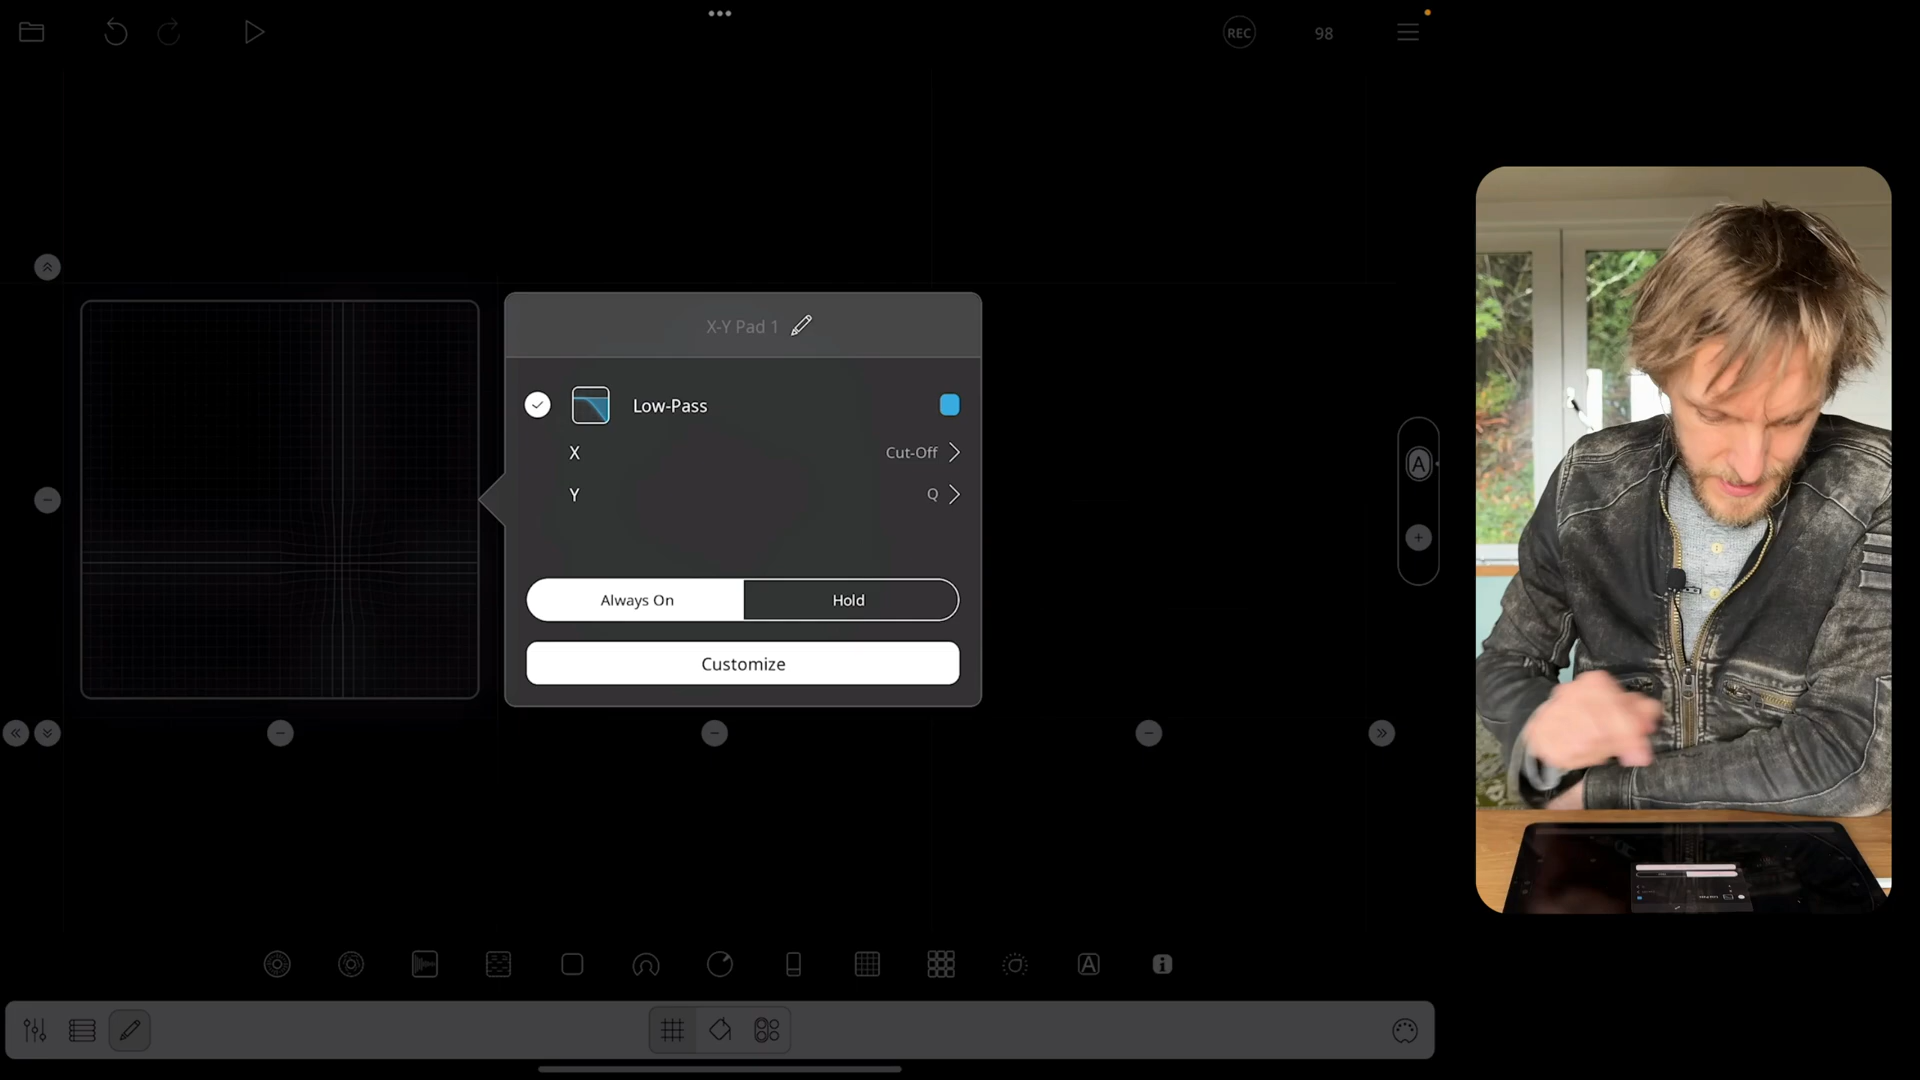 REC
98
X-Y Pad 1
Low-Pass
X
Cut-Off
Y
Q
A
Always On
Hold
Customize
A
i